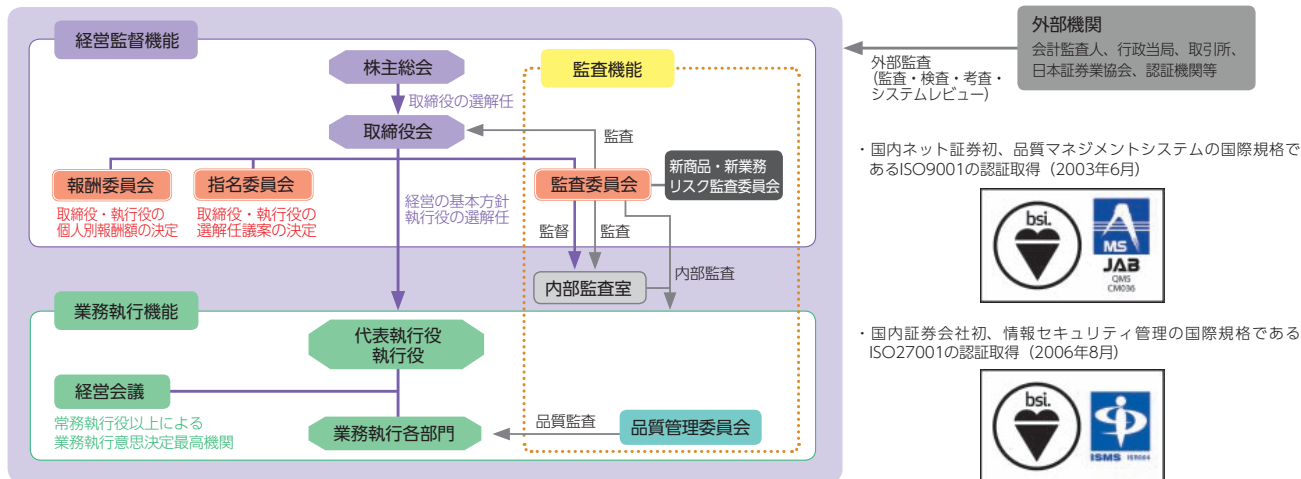 経営監督機能
株主総会
監査機能
取締役の選解任
取締役会
監査
報酬委員会
指名委員会
監査委員会
新商品・新業務
リスク監査委員会
取締役・執行役の
個人別報酬額の決定
取締役・執行役の
選解任議案の決定
経営の基本方針
執行役の選解任
監督
監査
内部監査
内部監査室
業務執行機能
代表執行役
執行役
経営会議
常務執行役以上による
業務執行意思決定最高機関
業務執行各部門
品質監査
品質管理委員会
外部機関
会計監査人、行政当局、取引所、
日本証券業協会、認証機関等
外部監査
(監査・検査・考査・
システムレビュー)
・国内ネット証券初、品質マネジメントシステムの国際規格で
あるISO9001の認証取得（2003年6月）
bsi.
MS
JAB
QMS
CM036
・国内証券会社初、情報セキュリティ管理の国際規格である
ISO27001の認証取得（2006年8月）
bsi.
ISMS